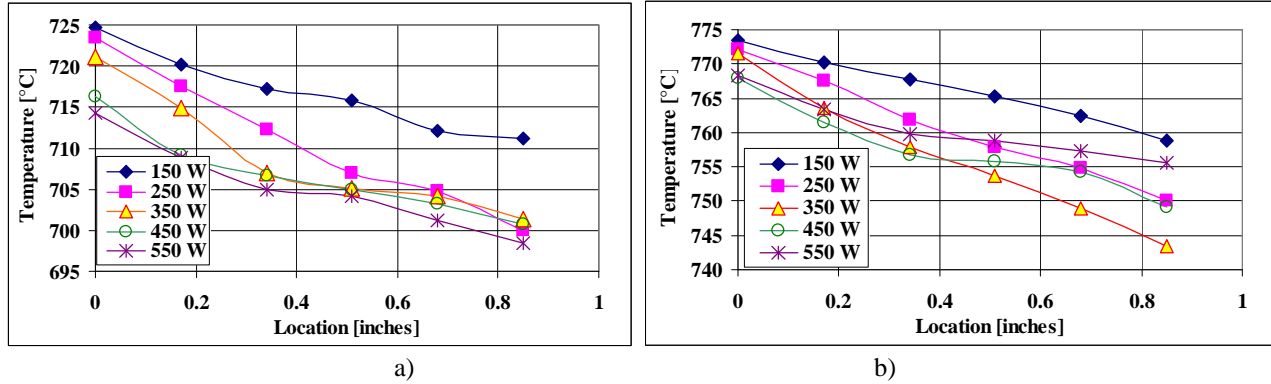 725
720
715
710
705
700
695
Temperature [°C]
150 W
250 W
350 W
450 W
550 W
0 0.2 0.4 0.6 0.8 1
Location [inches]
a)
775
770
765
760
755
750
745
740
Temperature [°C]
150 W
250 W
350 W
450 W
550 W
0 0.2 0.4 0.6 0.8 1
Location [inches]
b)